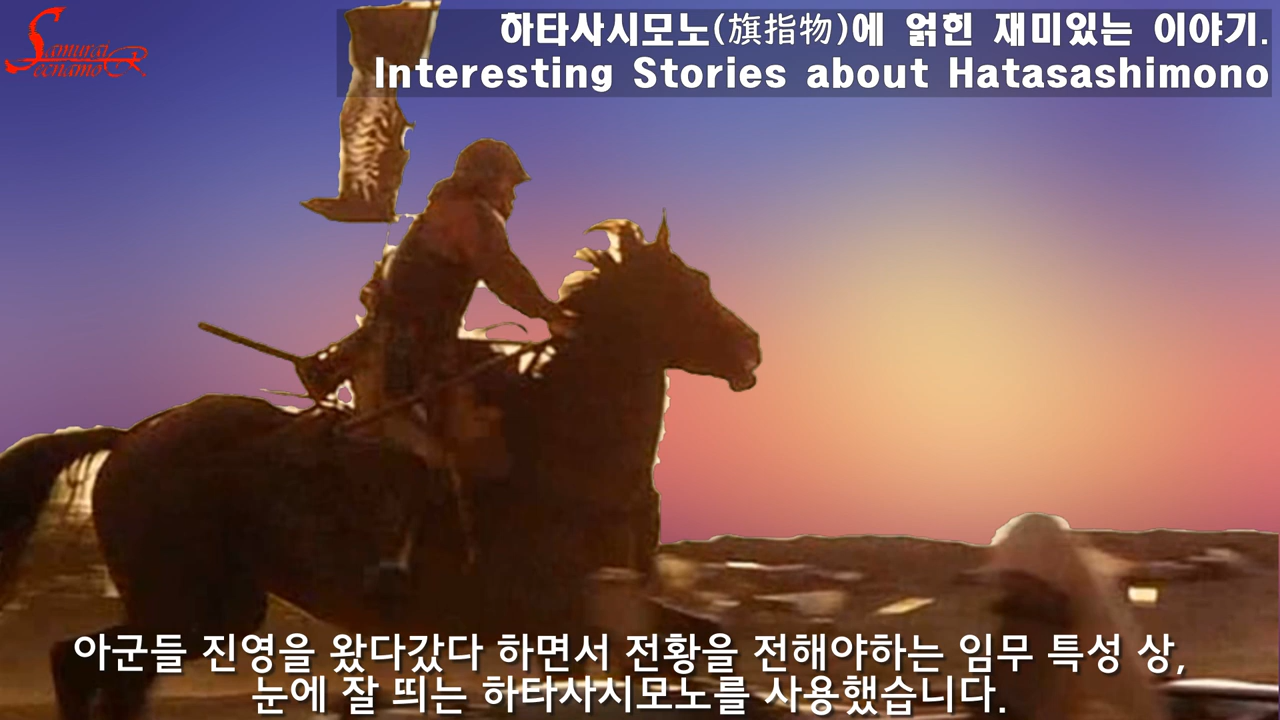 Samurai
SecnamoR
하타사시모노(旗指物)에 얽힌 재미있는 이야기.
Interesting Stories about Hatasashimono
아군들 진영을 왔다갔다 하면서 전황을 전해야하는 임무 특성 상,
눈에 잘 띄는 하타사시모노를 사용했습니다.